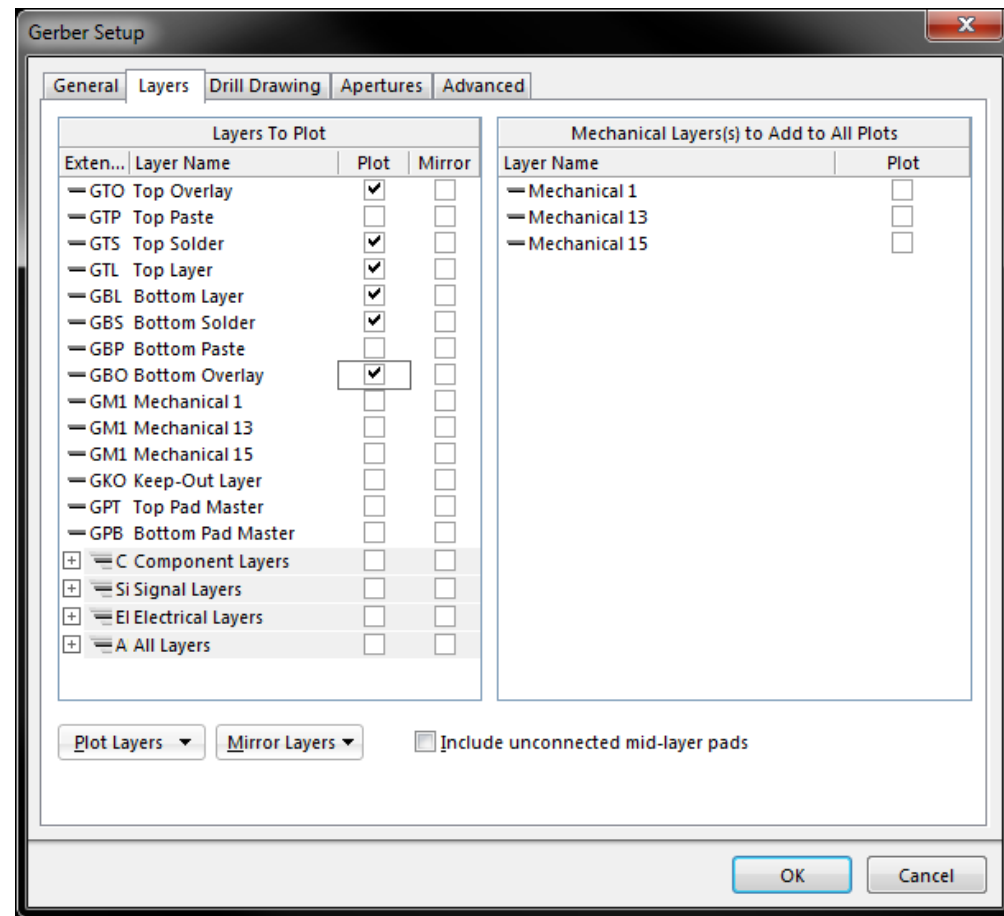 Gerber Setup
General Layers Drill Drawing Apertures Advanced
Layers To Plot
Exten... Layer Name Plot Mirror
GTO Top Overlay
GTP Top Paste
GTS Top Solder
GTL Top Layer
GBL Bottom Layer
GBS Bottom Solder
GBP Bottom Paste
GBO Bottom Overlay
GM1 Mechanical 1
GM1 Mechanical 13
GM1 Mechanical 15
GKO Keep-Out Layer
GPT Top Pad Master
GPB Bottom Pad Master
C Component Layers
Si Signal Layers
El Electrical Layers
A All Layers
Mechanical Layers(s) to Add to All Plots
Layer Name Plot
Mechanical 1
Mechanical 13
Mechanical 15
Plot Layers Mirror Layers Include unconnected mid-layer pads
OK Cancel